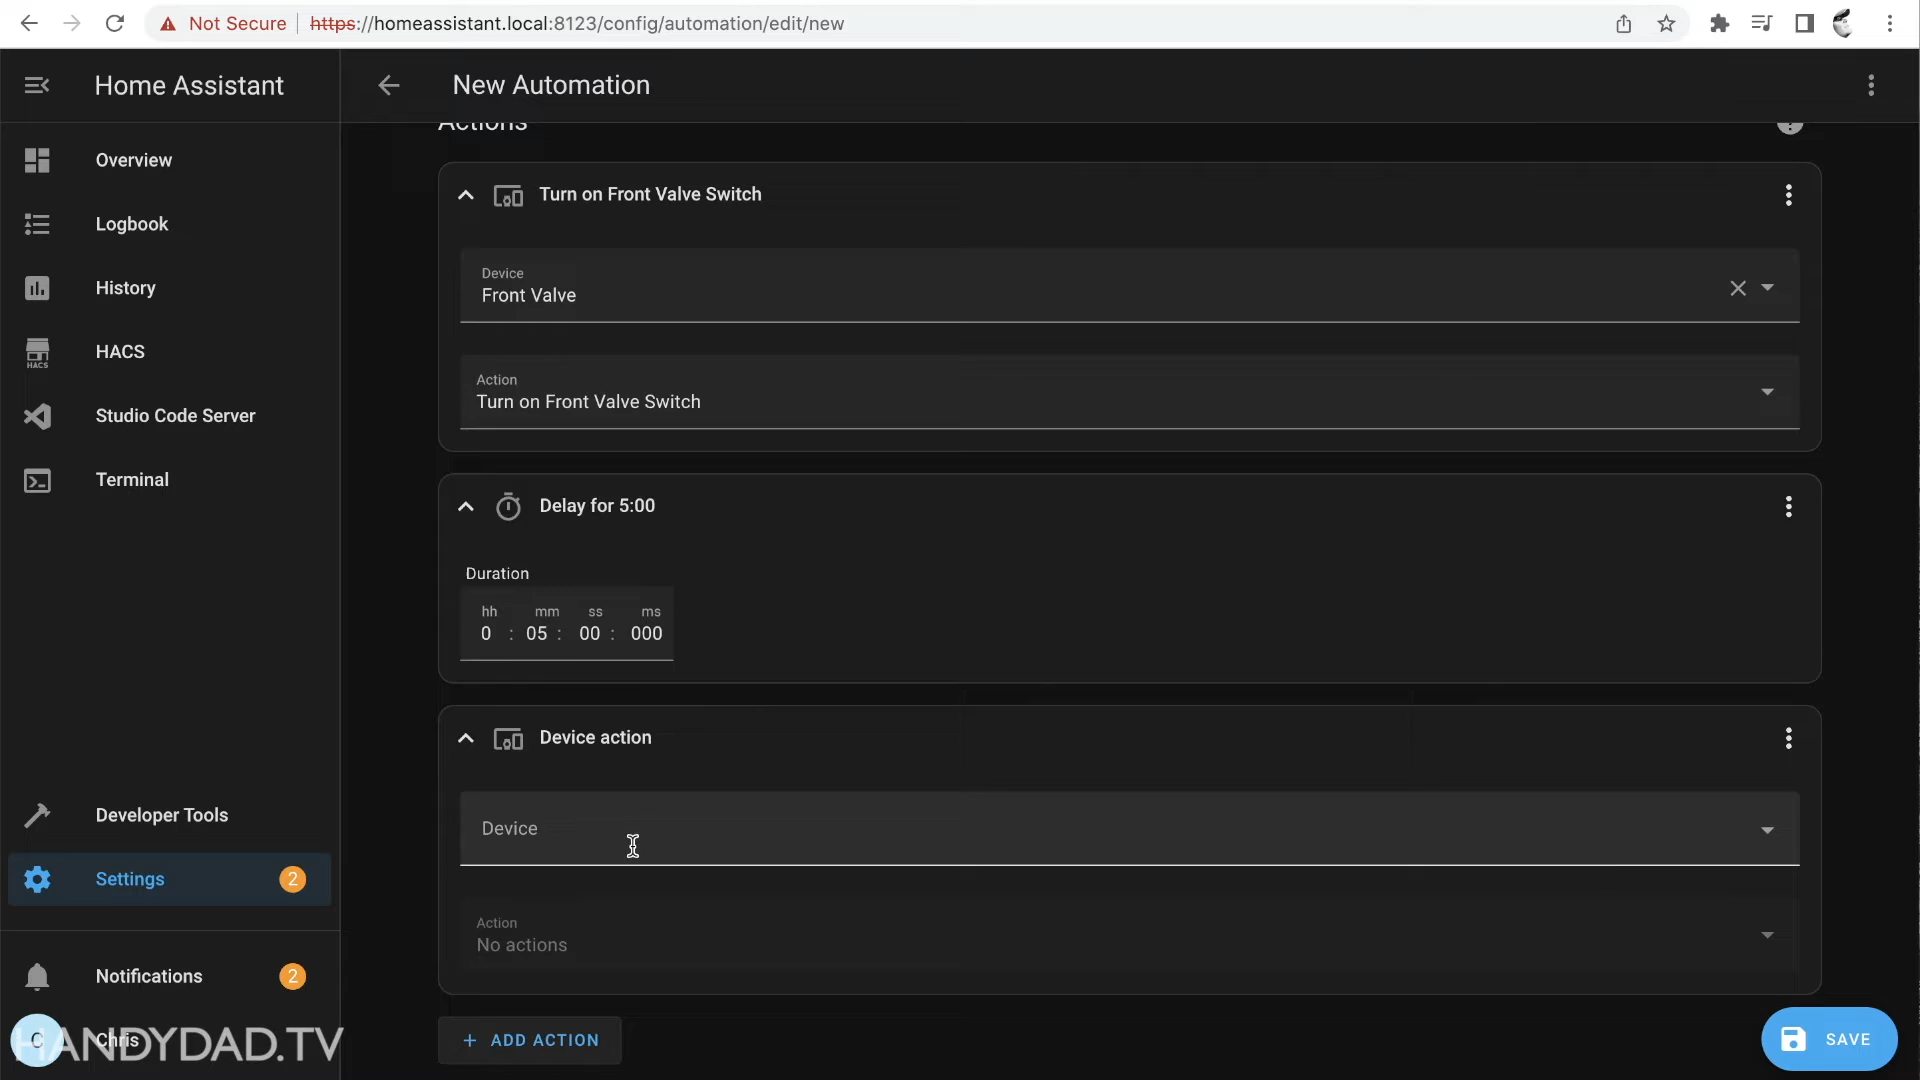 Not Secure | https://homeassistant.local:8123/config/automation/edit/new
Home Assistant
New Automation
Actions
Overview
Logbook
History
HACS
HACS
Studio Code Server
Terminal
Developer Tools
Settings 2
Notifications 2
C Chris
HANDYDAD.TV
Turn on Front Valve Switch
Device
Front Valve
Action
Turn on Front Valve Switch
Delay for 5:00
Duration
hh mm ss ms
0 : 05 : 00 : 000
Device action
Device
Action
No actions
+ ADD ACTION
SAVE